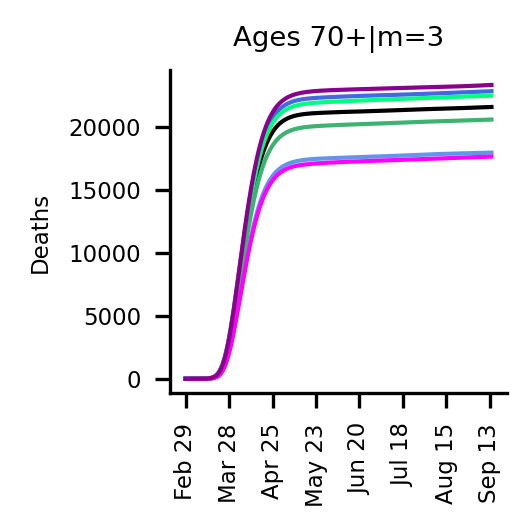 Ages 70+|m=3
Deaths
20000
15000
10000
5000
0
Feb 29
Mar 28
Apr 25
May 23
Jun 20
Jul 18
Aug 15
Sep 13